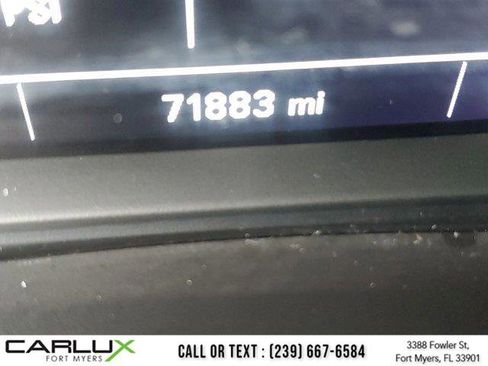 PSI
71883 mi
CARLUX
FORT MYERS
CALL OR TEXT : (239) 667-6584
3388 Fowler St,
Fort Myers, FL 33901